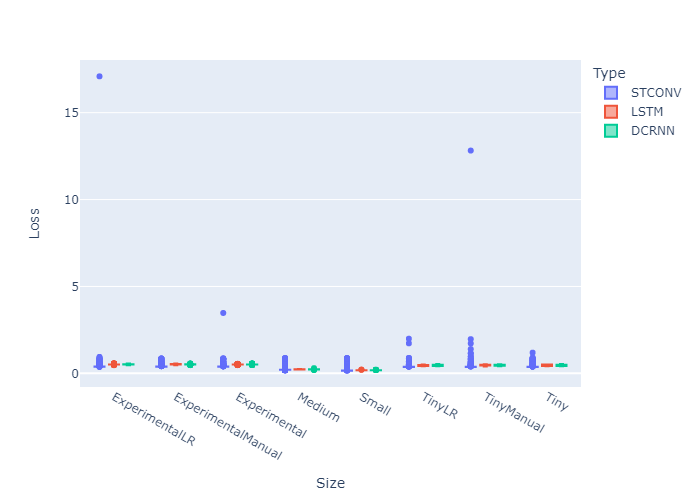 Type
STCONV
LSTM
DCRNN
15
10
5
0
Loss
ExperimentalLR
ExperimentalManual
Experimental
Medium
Small
TinyLR
TinyManual
Tiny
Size